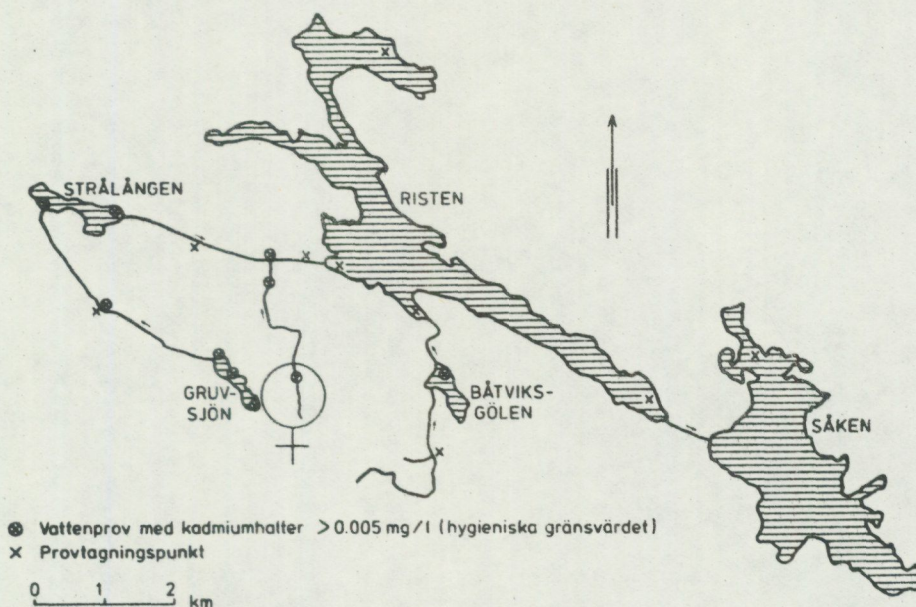 STRÅLÅNGEN
RISTEN
GRUV-
SJÖN
BÅTVIKS-
GÖLEN
SÅKEN
Vattenprov med kadmiumhalter >0.005 mg/l (hygieniska gränsvärdet)
x Provtagningspunkt
0 1 2
km